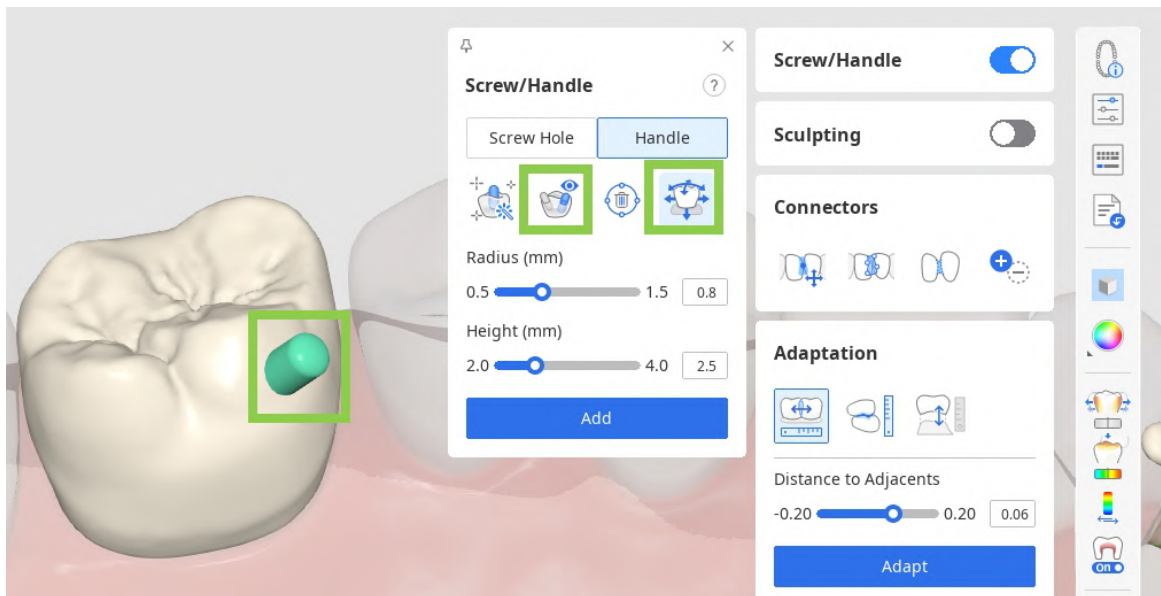 Screw/Handle
?
Screw Hole
Handle
Radius (mm)
0.5
1.5
0.8
Height (mm)
2.0
4.0
2.5
Add
Screw/Handle
Sculpting
Connectors
Adaptation
Distance to Adjacents
-0.20
0.20
0.06
Adapt
On